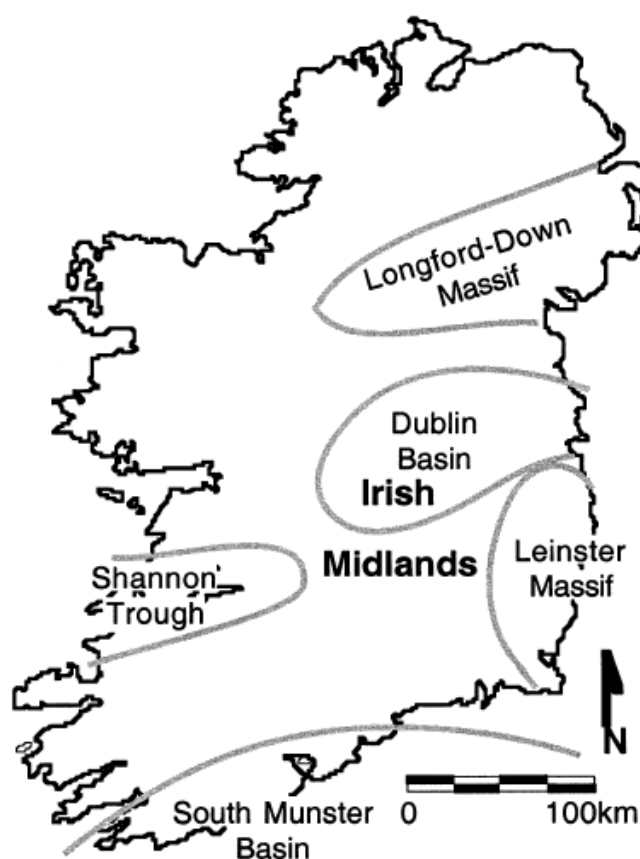 Longford-Down
Massif
Dublin
Basin
Irish
Midlands
Leinster
Massif
Shannon
Trough
N
South Munster
Basin
0 100km